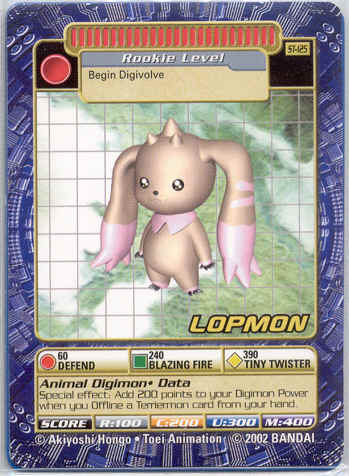 ST-125
Rookie Level
Begin Digivolve
LOPMON
60
DEFEND
240
BLAZING FIRE
390
TINY TWISTER
Animal Digimon• Data
Special effect: Add 200 points to your Digimon Power
when you Offline a Terriermon card from your hand.
SCORE R:100 C:200 U:300 M:400
© Akiyoshi Hongo • Toei Animation © 2002 BANDAI